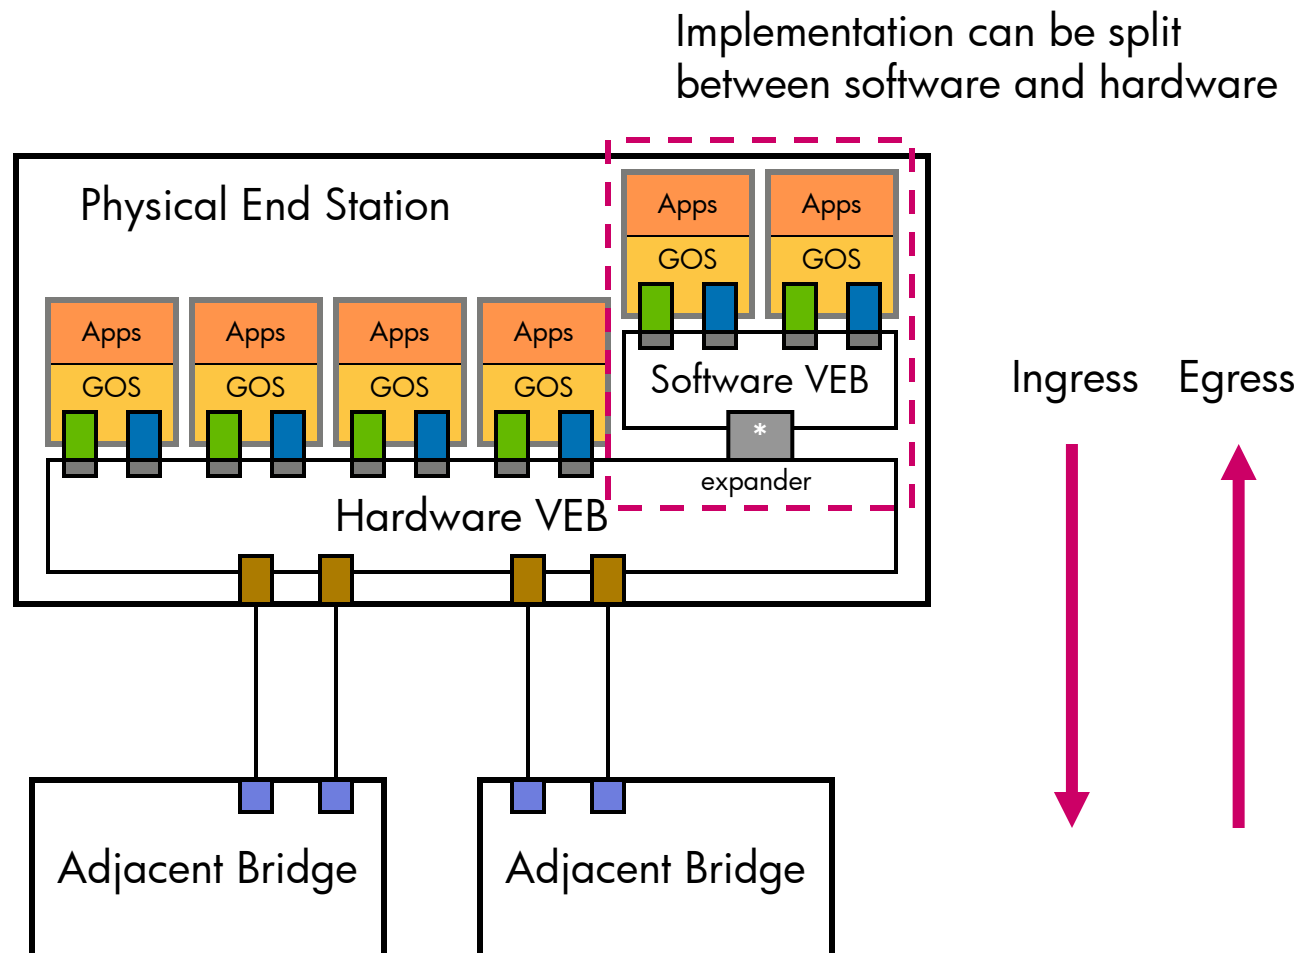 Implementation can be split
between software and hardware
Physical End Station
Apps
Apps
GOS
GOS
Apps
Apps
Apps
Apps
GOS
GOS
GOS
GOS
Software VEB
*
expander
Hardware VEB
Ingress
Egress
Adjacent Bridge
Adjacent Bridge